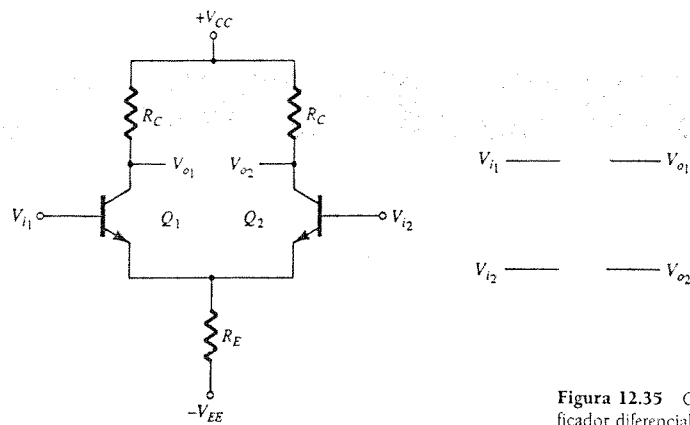 +V_CC
R_C
R_C
V_o1
V_o2
V_i1
V_o1
V_i1
Q_1
Q_2
V_i2
V_i2
V_o2
R_E
−V_EE
Figura 12.35
ficador diferencial